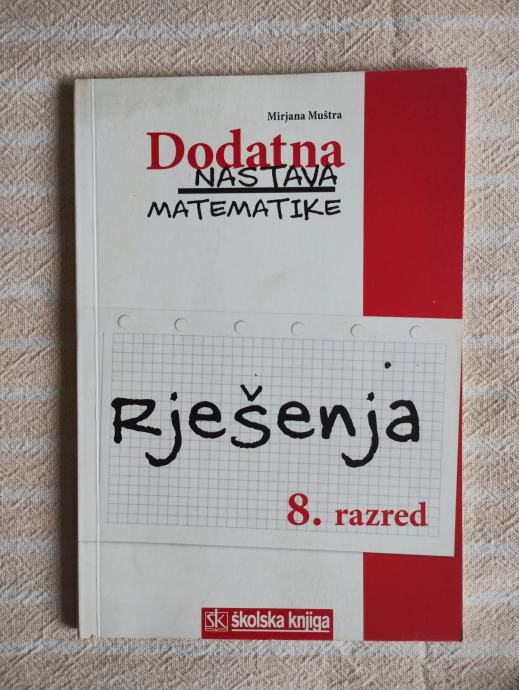 Mirjana Muštra
Dodatna
NASTAVA
MATEMATIKE
Rješenja
8. razred
šk školska knjiga